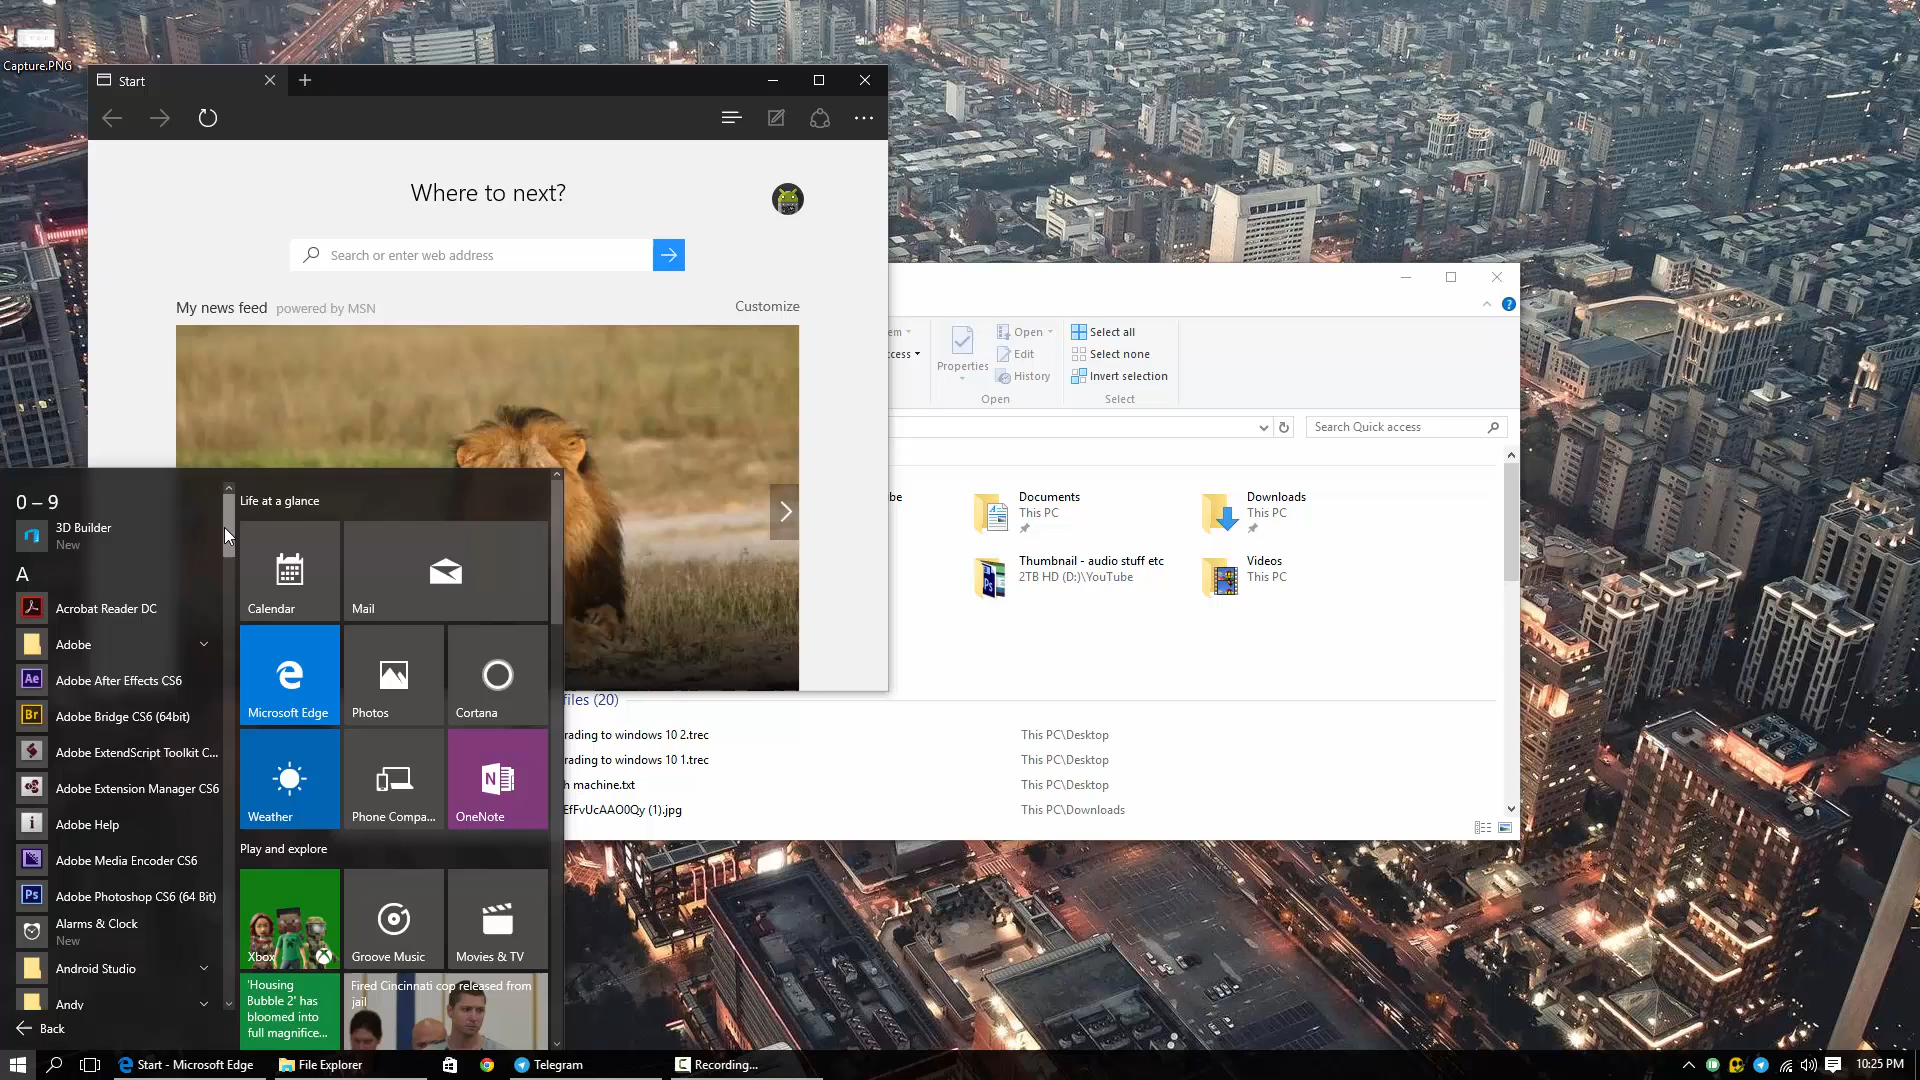 Capture.PNG
Start
Where to next?
Search or enter web address
My news feed powered by MSN
Customize
Properties
Open
Edit
History
Open
Select all
Select none
Invert selection
Select
Search Quick access
Documents
This PC
Downloads
This PC
Thumbnail - audio stuff etc
2TB HD (D:)\YouTube
Videos
This PC
files (20)
rading to windows 10 2.trec
This PC\Desktop
rading to windows 10 1.trec
This PC\Desktop
h machine.txt
This PC\Desktop
EfFvUcAAO0Qy (1).jpg
This PC\Downloads
0 – 9
3D Builder
New
A
Acrobat Reader DC
Adobe
Adobe After Effects CS6
Adobe Bridge CS6 (64bit)
Adobe ExtendScript Toolkit C...
Adobe Extension Manager CS6
Adobe Help
Adobe Media Encoder CS6
Adobe Photoshop CS6 (64 Bit)
Alarms & Clock
New
Android Studio
Andy
Back
Life at a glance
Calendar
Mail
Microsoft Edge
Photos
Cortana
Weather
Phone Compa...
OneNote
Play and explore
Xbox
Groove Music
Movies & TV
'Housing
Bubble 2' has
bloomed into
full magnifice...
Fired Cincinnati cop released from
jail
Start - Microsoft Edge
File Explorer
Telegram
Recording...
10:25 PM